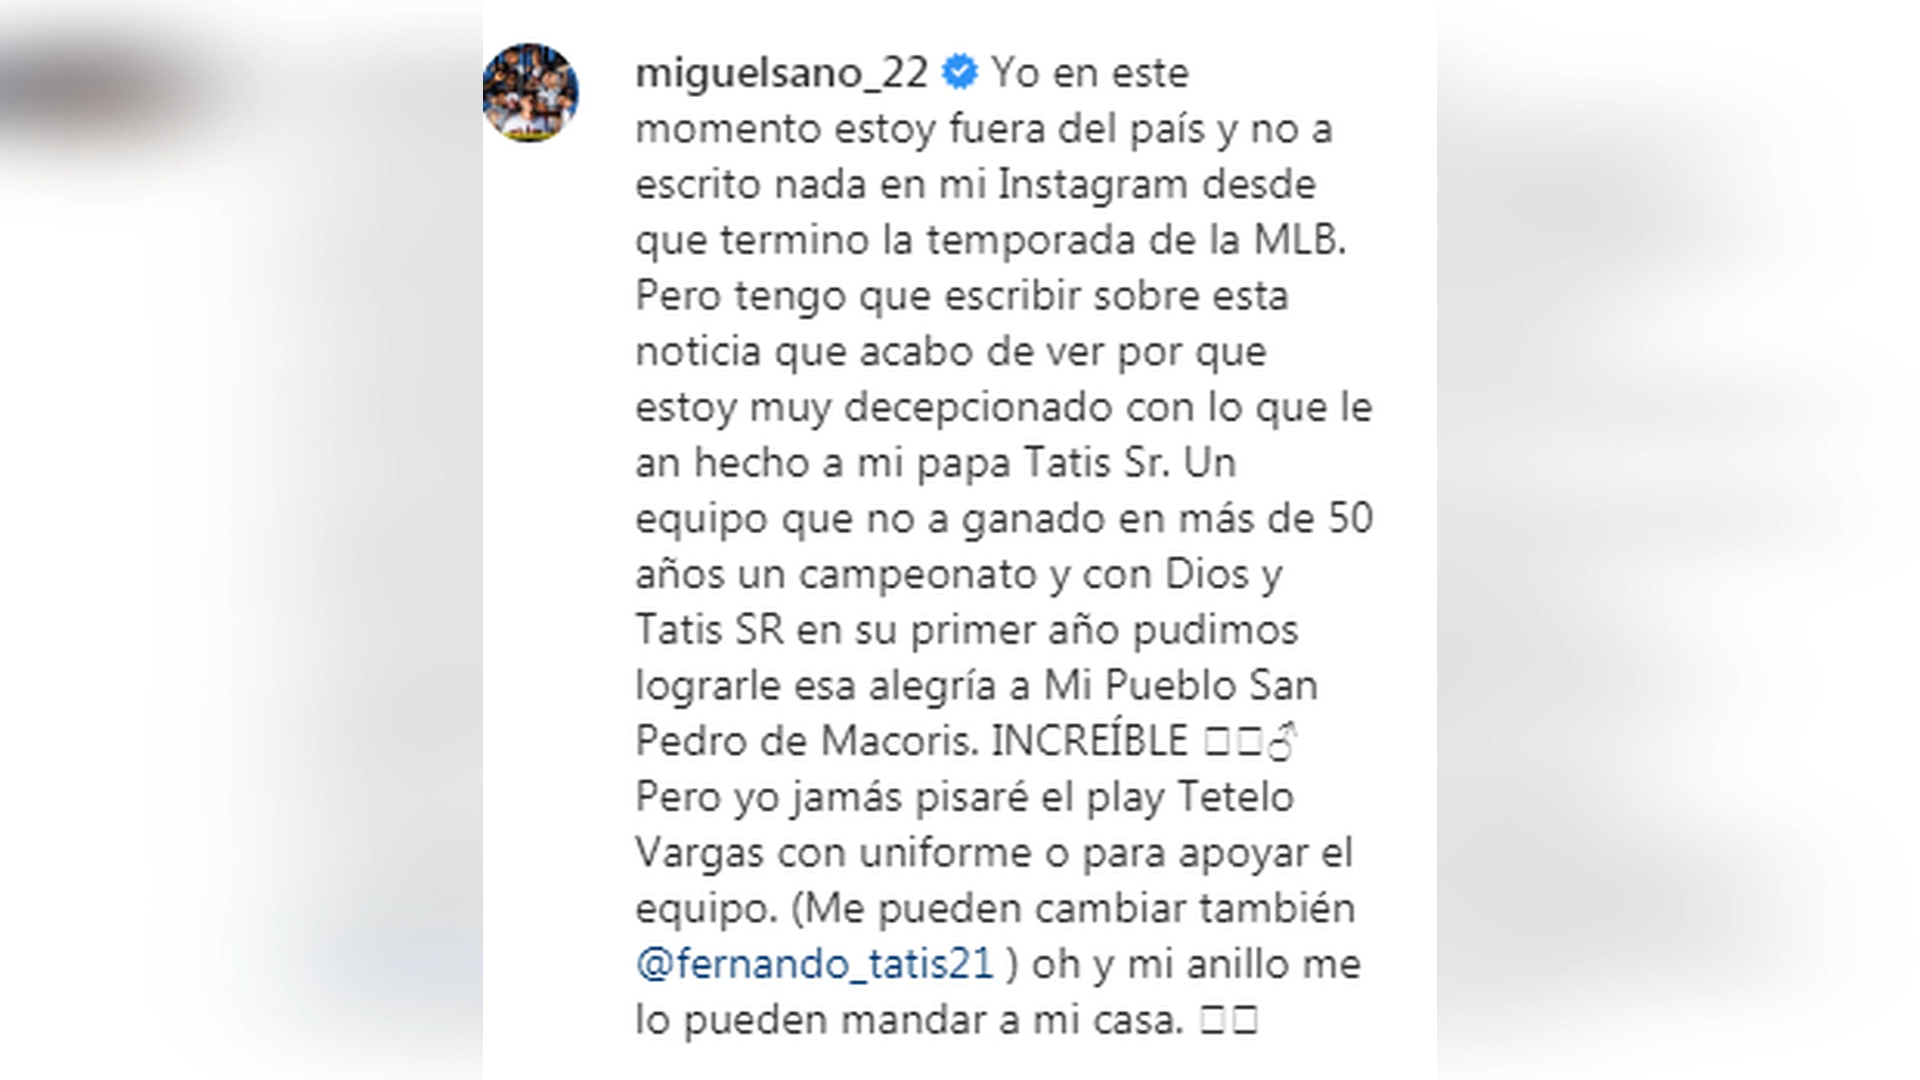 miguelsano_22 Yo en este
momento estoy fuera del país y no a
escrito nada en mi Instagram desde
que termino la temporada de la MLB.
Pero tengo que escribir sobre esta
noticia que acabo de ver por que
estoy muy decepcionado con lo que le
an hecho a mi papa Tatis Sr. Un
equipo que no a ganado en más de 50
años un campeonato y con Dios y
Tatis SR en su primer año pudimos
lograrle esa alegría a Mi Pueblo San
Pedro de Macoris. INCREÍBLE □□♂
Pero yo jamás pisaré el play Tetelo
Vargas con uniforme o para apoyar el
equipo. (Me pueden cambiar también
@fernando_tatis21 ) oh y mi anillo me
lo pueden mandar a mi casa. □□